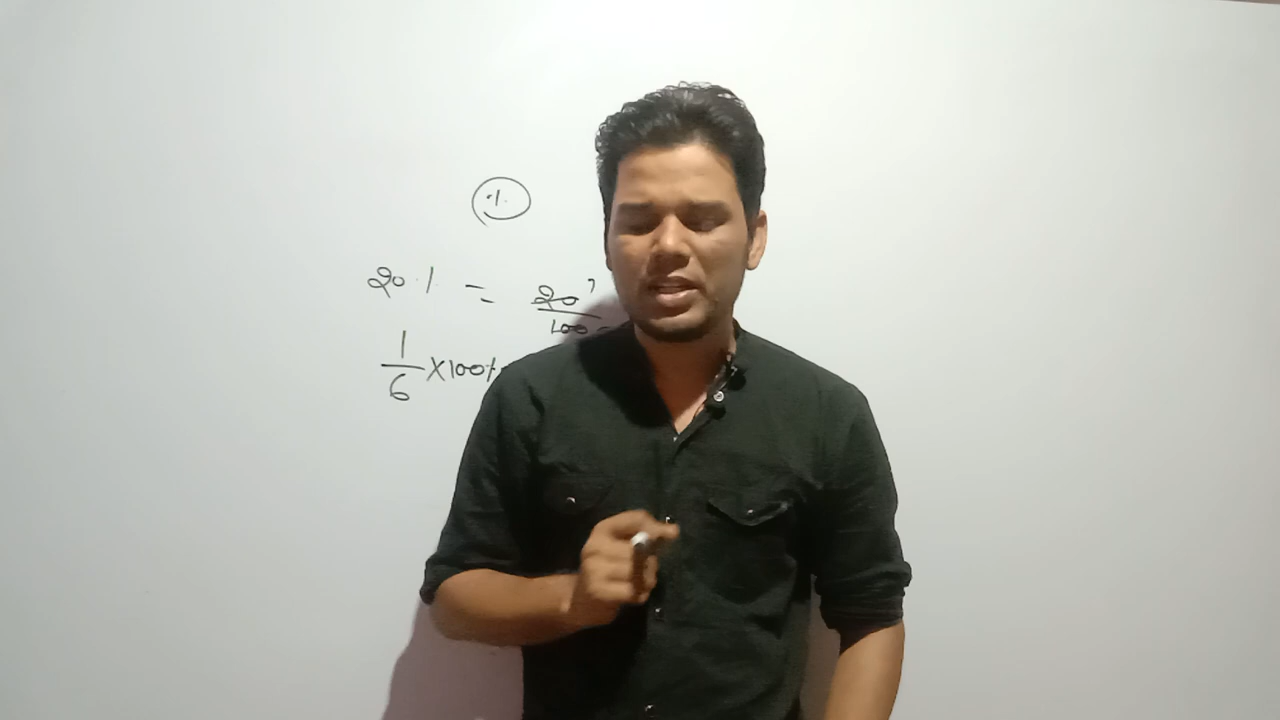 %
20% = 20/100
1/6 ×100%